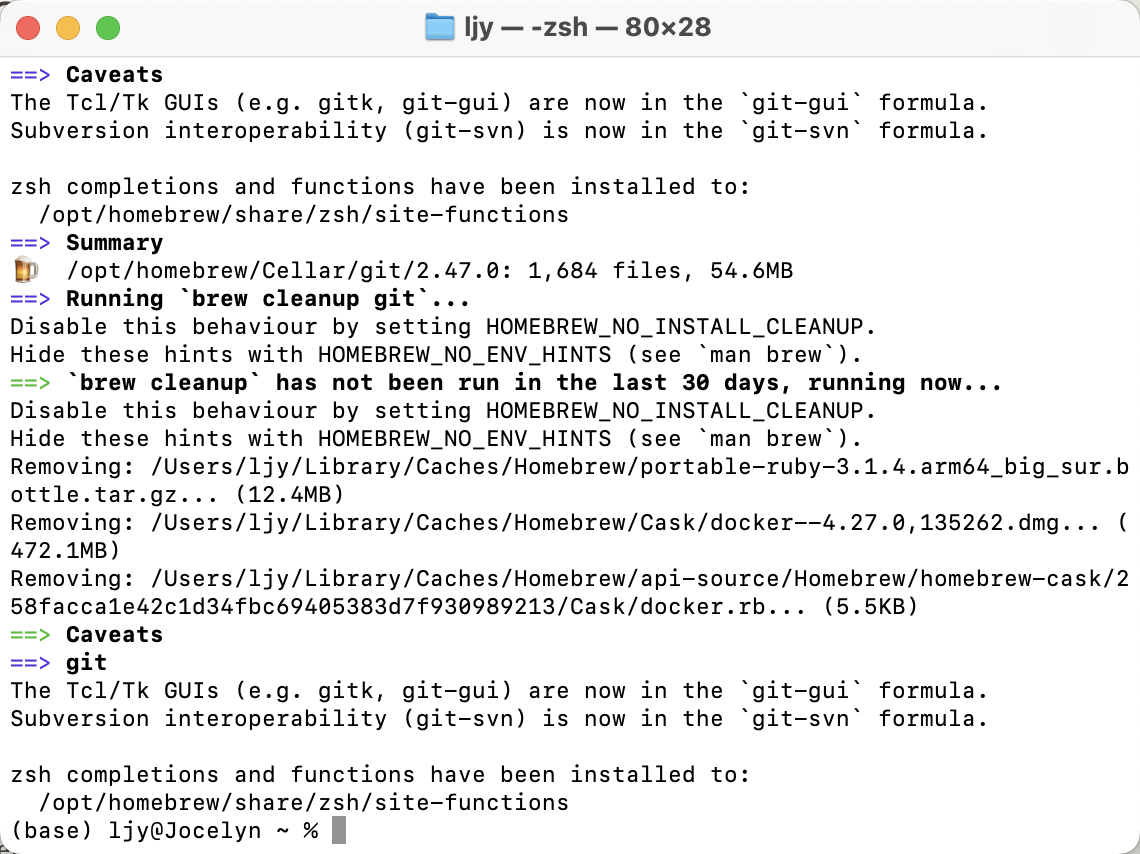 ljy — -zsh — 80×28
==> Caveats
The Tcl/Tk GUIs (e.g. gitk, git-gui) are now in the `git-gui` formula.
Subversion interoperability (git-svn) is now in the `git-svn` formula.

zsh completions and functions have been installed to:
  /opt/homebrew/share/zsh/site-functions
==> Summary
🍺  /opt/homebrew/Cellar/git/2.47.0: 1,684 files, 54.6MB
==> Running `brew cleanup git`...
Disable this behaviour by setting HOMEBREW_NO_INSTALL_CLEANUP.
Hide these hints with HOMEBREW_NO_ENV_HINTS (see `man brew`).
==> `brew cleanup` has not been run in the last 30 days, running now...
Disable this behaviour by setting HOMEBREW_NO_INSTALL_CLEANUP.
Hide these hints with HOMEBREW_NO_ENV_HINTS (see `man brew`).
Removing: /Users/ljy/Library/Caches/Homebrew/portable-ruby-3.1.4.arm64_big_sur.b
ottle.tar.gz... (12.4MB)
Removing: /Users/ljy/Library/Caches/Homebrew/Cask/docker--4.27.0,135262.dmg... (
472.1MB)
Removing: /Users/ljy/Library/Caches/Homebrew/api-source/Homebrew/homebrew-cask/2
58facca1e42c1d34fbc69405383d7f930989213/Cask/docker.rb... (5.5KB)
==> Caveats
==> git
The Tcl/Tk GUIs (e.g. gitk, git-gui) are now in the `git-gui` formula.
Subversion interoperability (git-svn) is now in the `git-svn` formula.

zsh completions and functions have been installed to:
  /opt/homebrew/share/zsh/site-functions
(base) ljy@Jocelyn ~ %